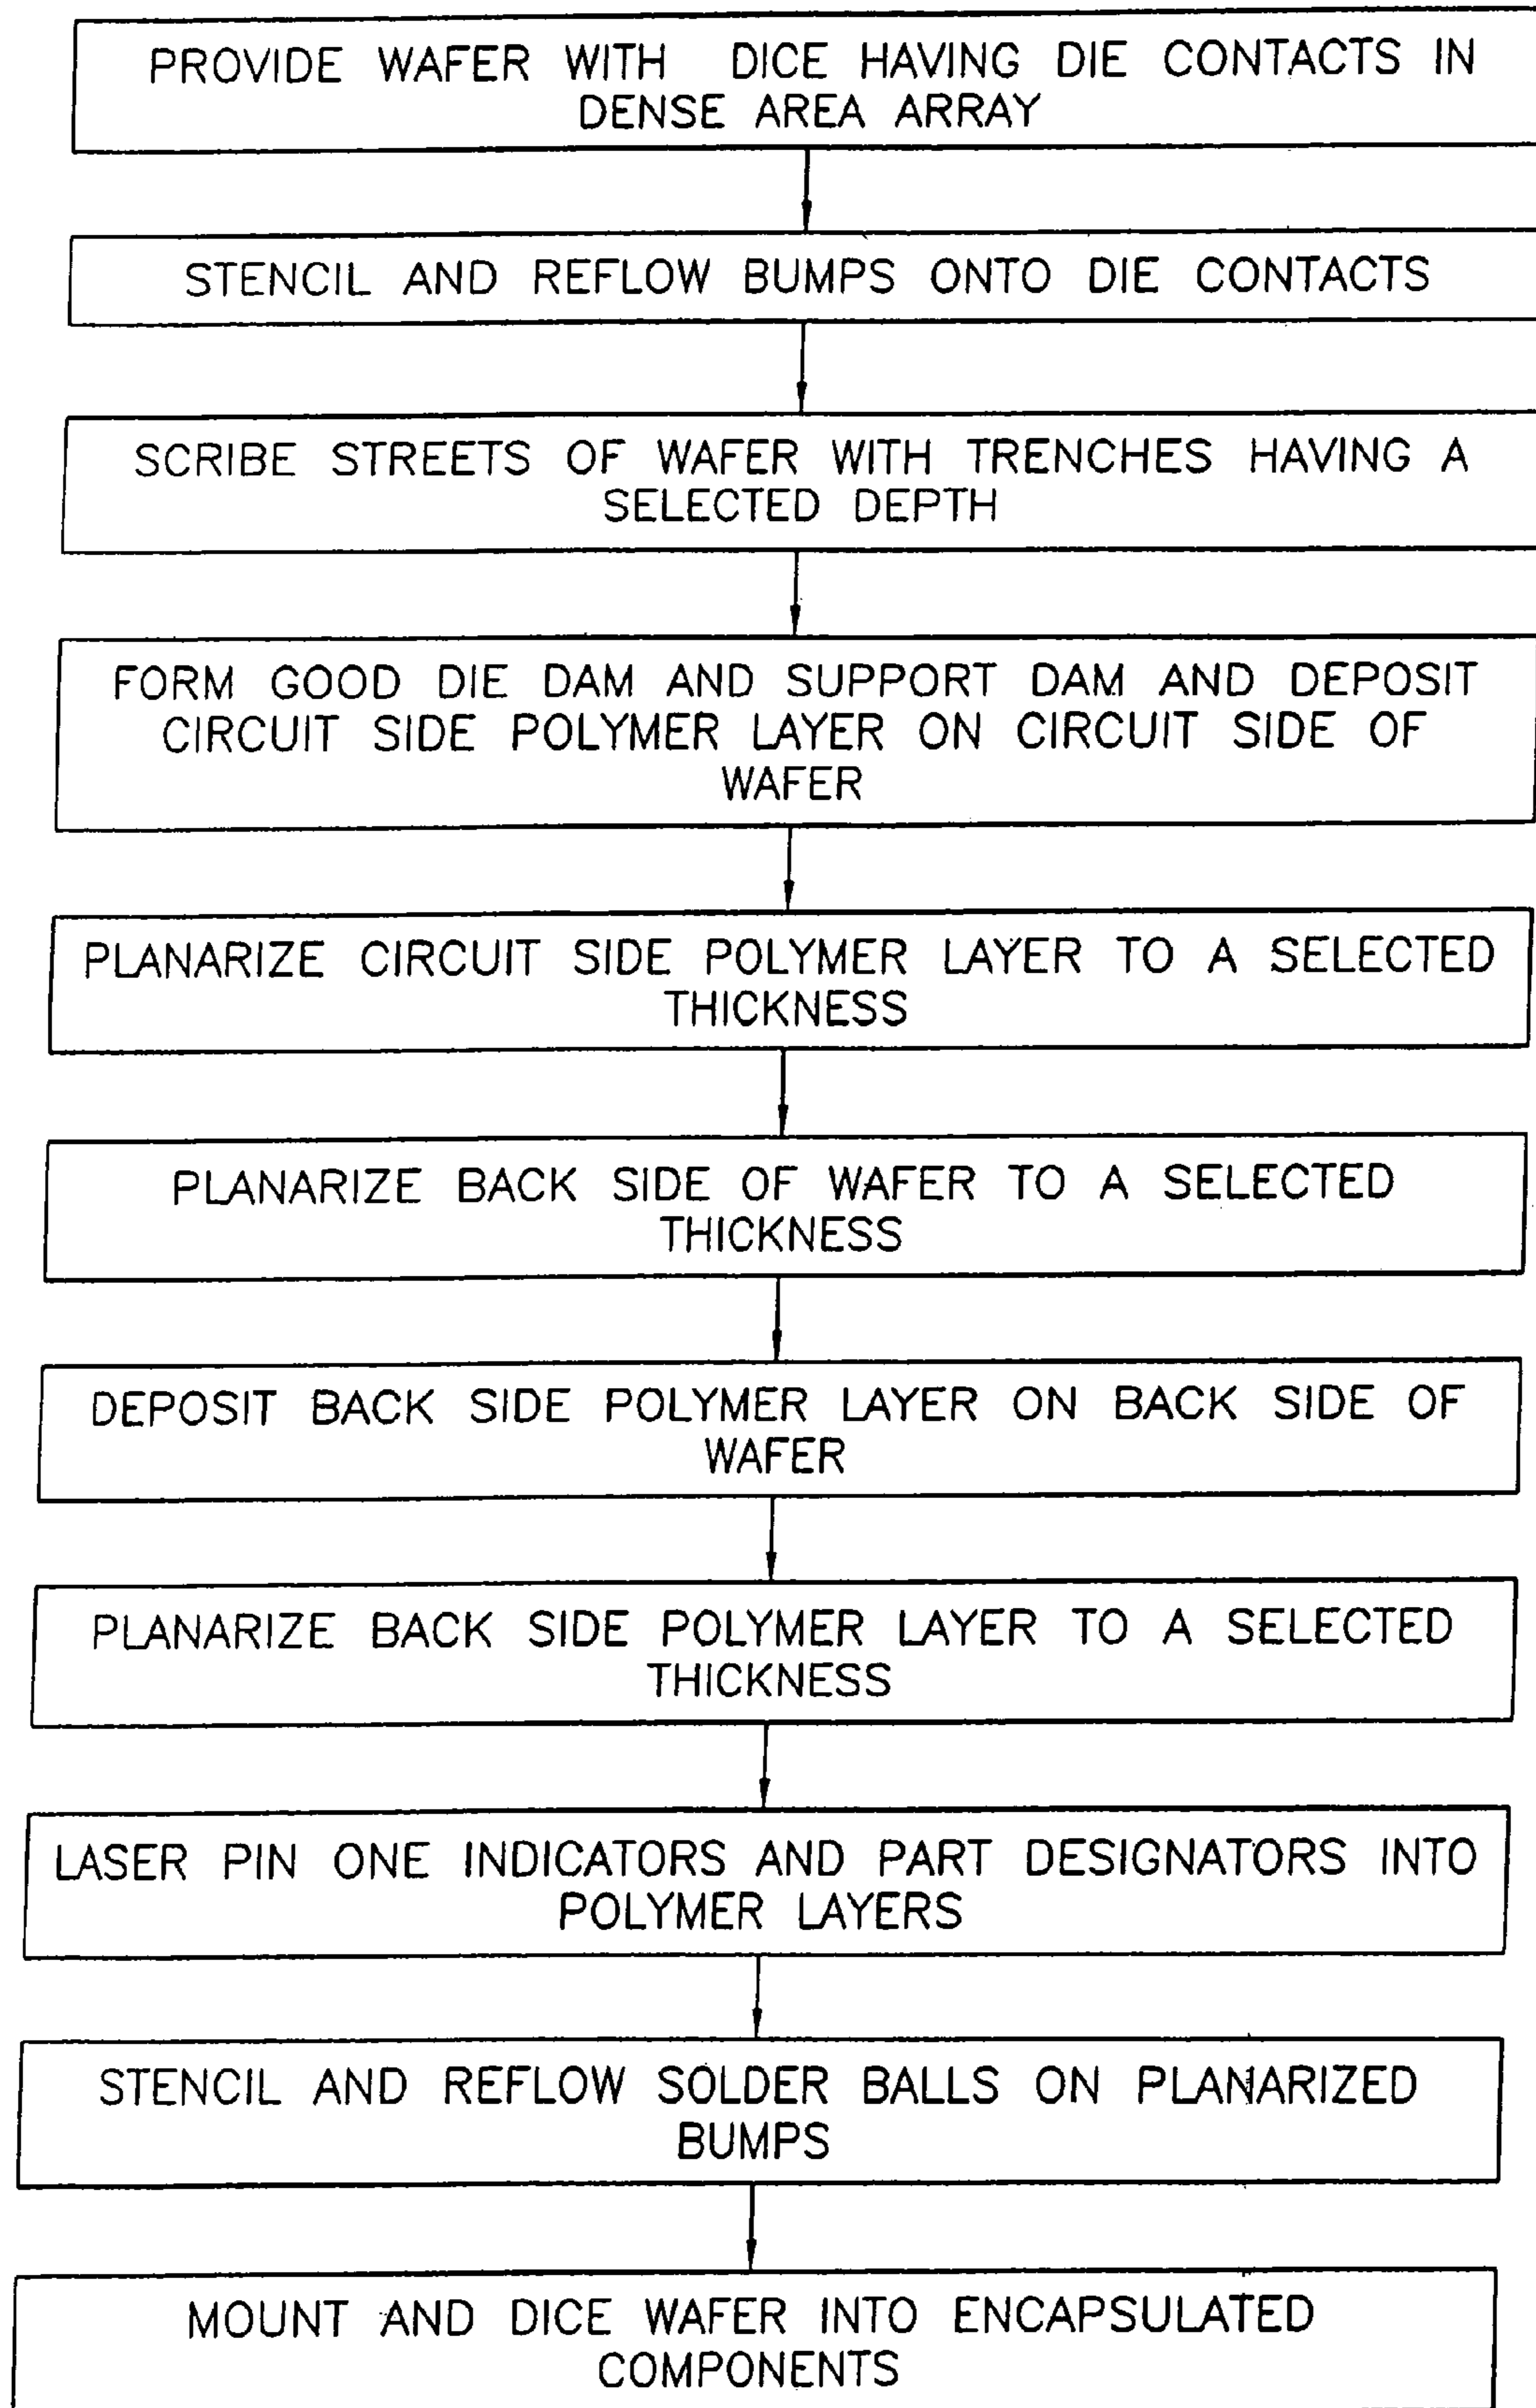 PROVIDE WAFER WITH DICE HAVING DIE CONTACTS IN
DENSE AREA ARRAY
STENCIL AND REFLOW BUMPS ONTO DIE CONTACTS
SCRIBE STREETS OF WAFER WITH TRENCHES HAVING A
SELECTED DEPTH
FORM GOOD DIE DAM AND SUPPORT DAM AND DEPOSIT
CIRCUIT SIDE POLYMER LAYER ON CIRCUIT SIDE OF
WAFER
PLANARIZE CIRCUIT SIDE POLYMER LAYER TO A SELECTED
THICKNESS
PLANARIZE BACK SIDE OF WAFER TO A SELECTED
THICKNESS
DEPOSIT BACK SIDE POLYMER LAYER ON BACK SIDE OF
WAFER
PLANARIZE BACK SIDE POLYMER LAYER TO A SELECTED
THICKNESS
LASER PIN ONE INDICATORS AND PART DESIGNATORS INTO
POLYMER LAYERS
STENCIL AND REFLOW SOLDER BALLS ON PLANARIZED
BUMPS
MOUNT AND DICE WAFER INTO ENCAPSULATED
COMPONENTS